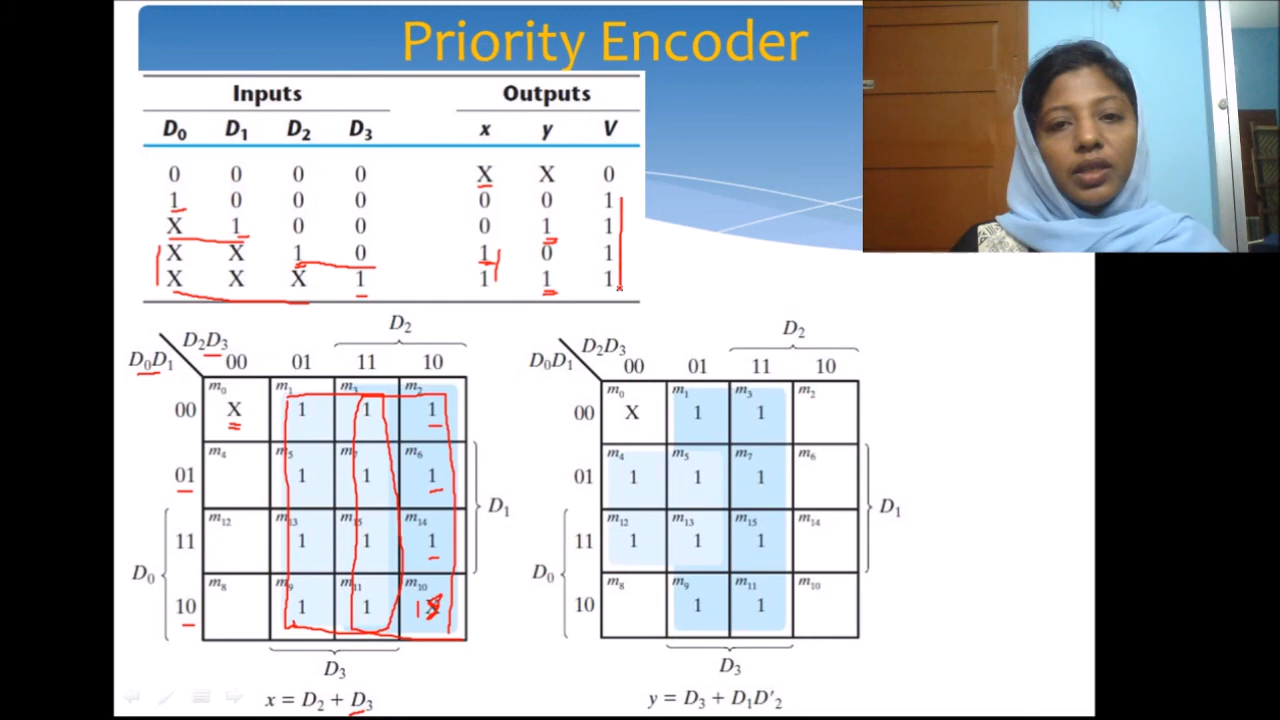 Priority Encoder
Inputs Outputs
D0 D1 D2 D3 x y V
0 0 0 0 X X 0
1 0 0 0 0 0 1
X 1 0 0 0 1 1
X X 1 0 1 0 1
X X X 1 1 1 1
D2
D2D3
D0D1 00 01 11 10
m0 m1 m3 m2
00 X 1 1 1
m4 m5 m7 m6
01 1 1 1
D1
m12 m13 m15 m14
11 1 1 1
D0
m8 m9 m11 m10
10 1 1 1
D3
x = D2 + D3
D2
D2D3
D0D1 00 01 11 10
m0 m1 m3 m2
00 X 1 1
m4 m5 m7 m6
01 1 1 1
D1
m12 m13 m15 m14
11 1 1 1
D0
m8 m9 m11 m10
10 1 1
D3
y = D3 + D1D'2